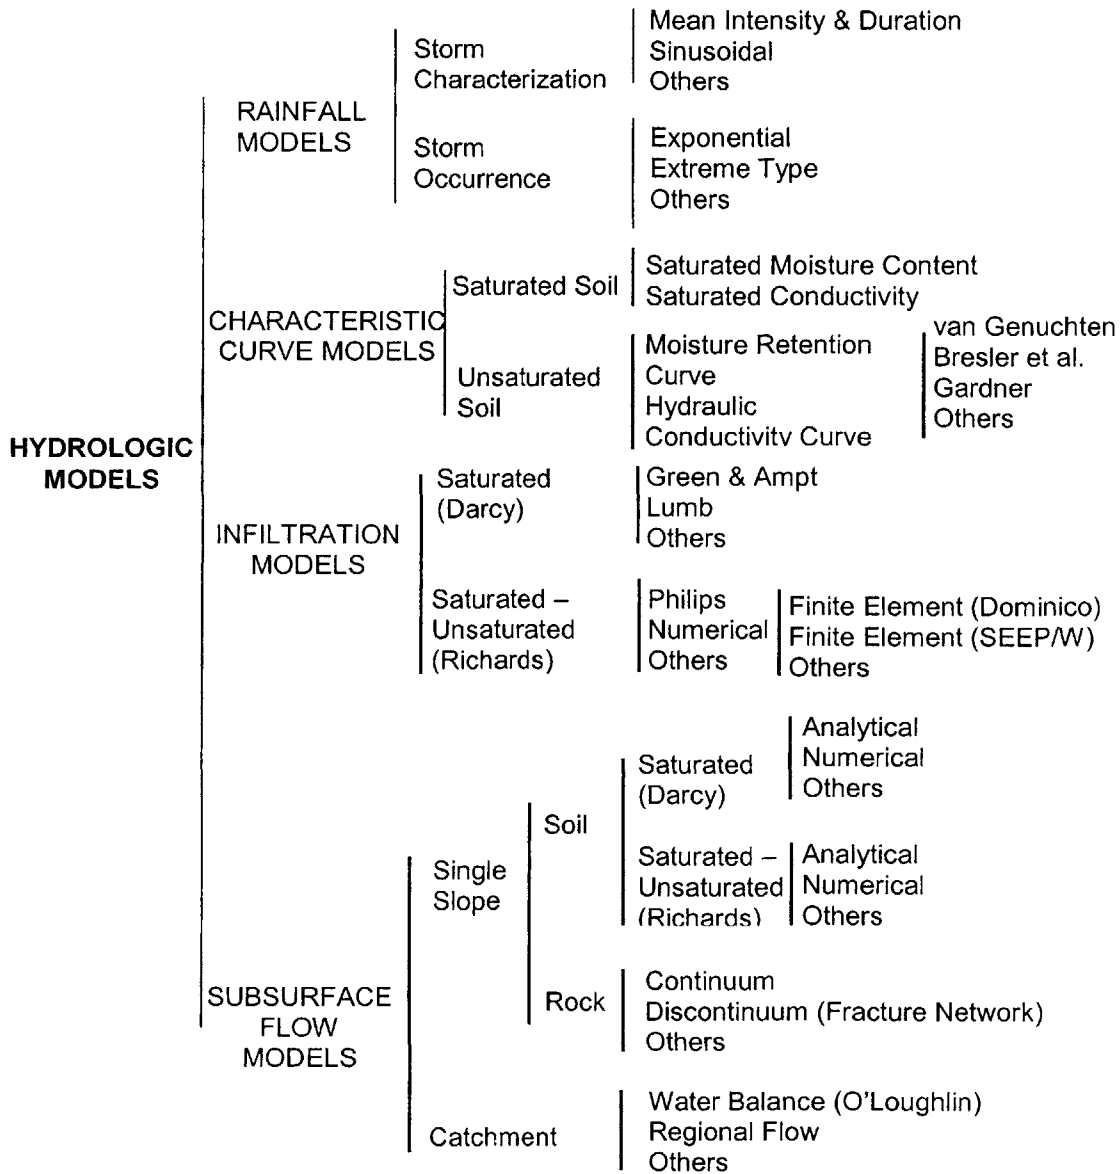 HYDROLOGIC
MODELS
RAINFALL
MODELS
Storm
Characterization
Mean Intensity & Duration
Sinusoidal
Others
Storm
Occurrence
Exponential
Extreme Type
Others
CHARACTERISTIC
CURVE MODELS
Saturated Soil
Saturated Moisture Content
Saturated Conductivity
Unsaturated
Soil
Moisture Retention
Curve
Hydraulic
Conductivity Curve
van Genuchten
Bresler et al.
Gardner
Others
INFILTRATION
MODELS
Saturated
(Darcy)
Green & Ampt
Lumb
Others
Saturated –
Unsaturated
(Richards)
Philips
Numerical
Others
Finite Element (Dominico)
Finite Element (SEEP/W)
Others
SUBSURFACE
FLOW
MODELS
Single
Slope
Soil
Saturated
(Darcy)
Analytical
Numerical
Others
Saturated –
Unsaturated
(Richards)
Analytical
Numerical
Others
Rock
Continuum
Discontinuum (Fracture Network)
Others
Catchment
Water Balance (O'Loughlin)
Regional Flow
Others